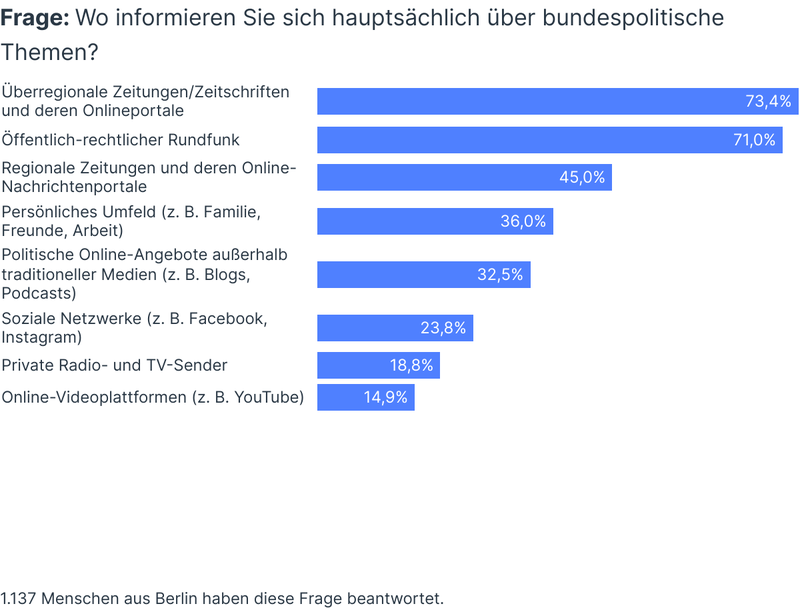 Frage: Wo informieren Sie sich hauptsächlich über bundespolitische
Themen?
Überregionale Zeitungen/Zeitschriften
und deren Onlineportale
73,4%
Öffentlich-rechtlicher Rundfunk
71,0%
Regionale Zeitungen und deren Online-
Nachrichtenportale
45,0%
Persönliches Umfeld (z. B. Familie,
Freunde, Arbeit)
36,0%
Politische Online-Angebote außerhalb
traditioneller Medien (z. B. Blogs,
Podcasts)
32,5%
Soziale Netzwerke (z. B. Facebook,
Instagram)
23,8%
Private Radio- und TV-Sender
18,8%
Online-Videoplattformen (z. B. YouTube)
14,9%
1.137 Menschen aus Berlin haben diese Frage beantwortet.